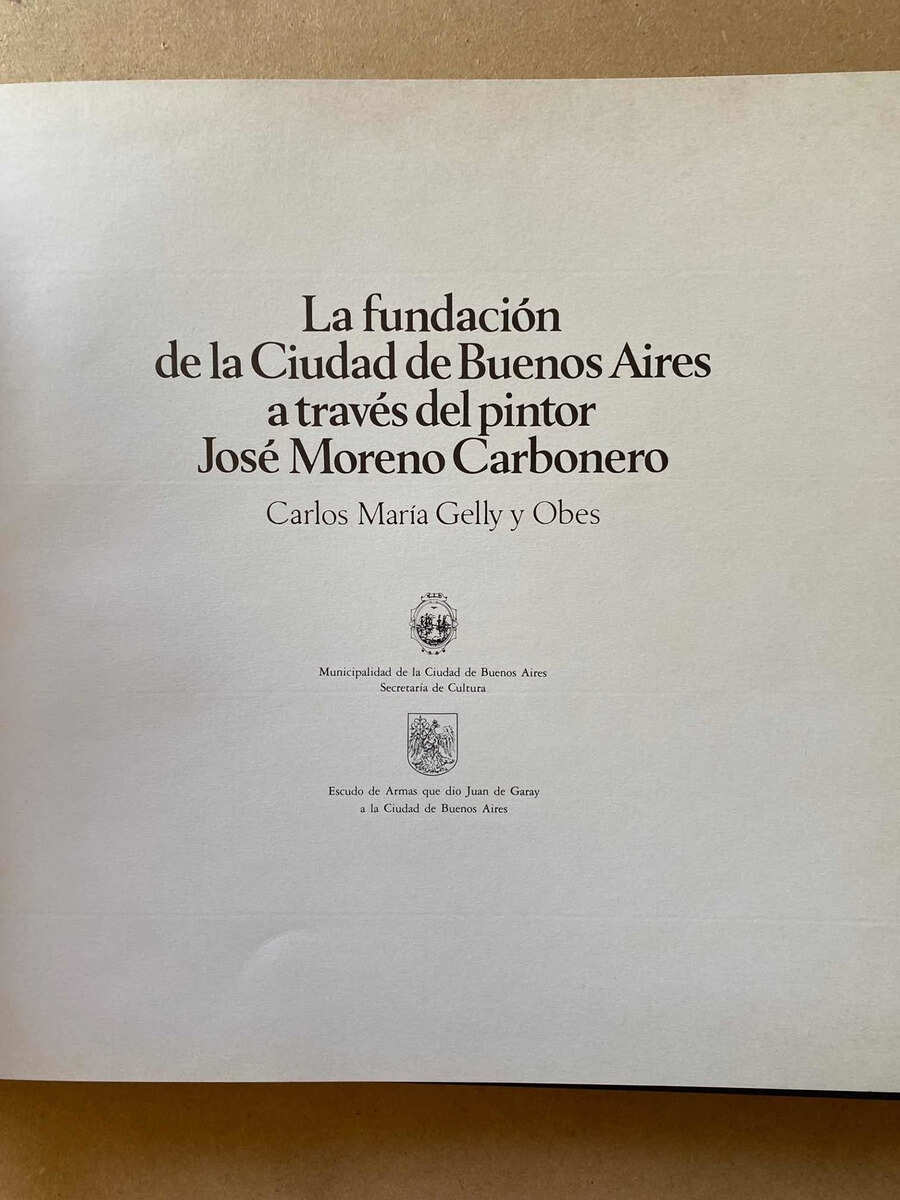 La fundación
de la Ciudad de Buenos Aires
a través del pintor
José Moreno Carbonero
Carlos María Gelly y Obes
Municipalidad de la Ciudad de Buenos Aires
Secretaría de Cultura
Escudo de Armas que dio Juan de Garay
a la Ciudad de Buenos Aires